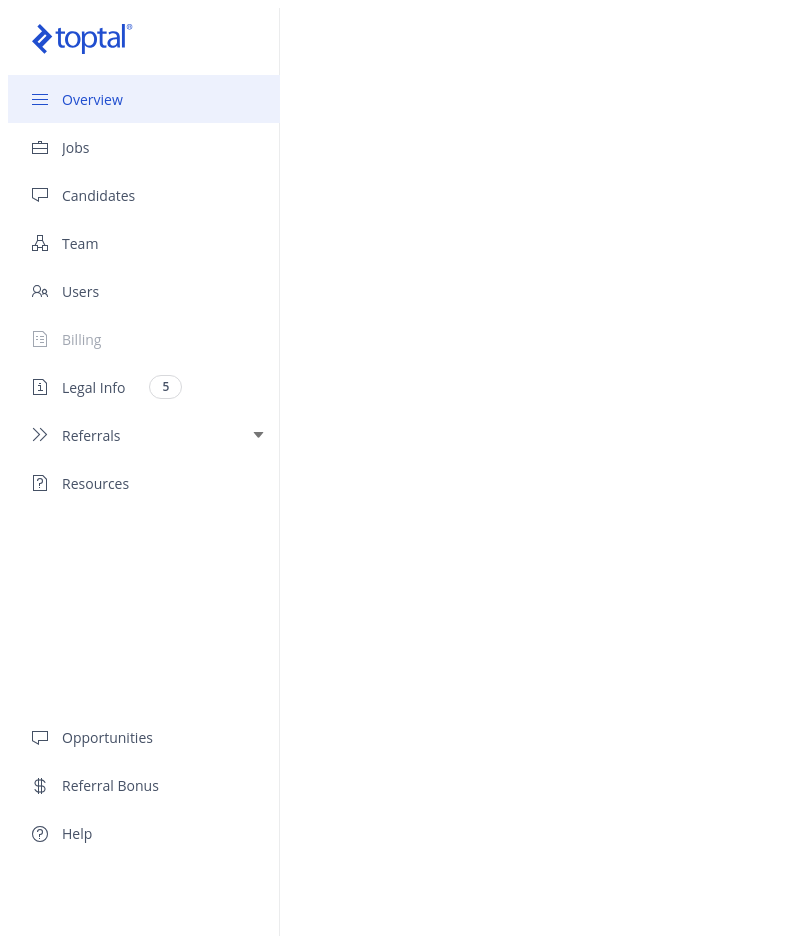 toptal®
Overview
Jobs
Candidates
Team
Users
Billing
Legal Info 5
Referrals
Resources
Opportunities
Referral Bonus
Help